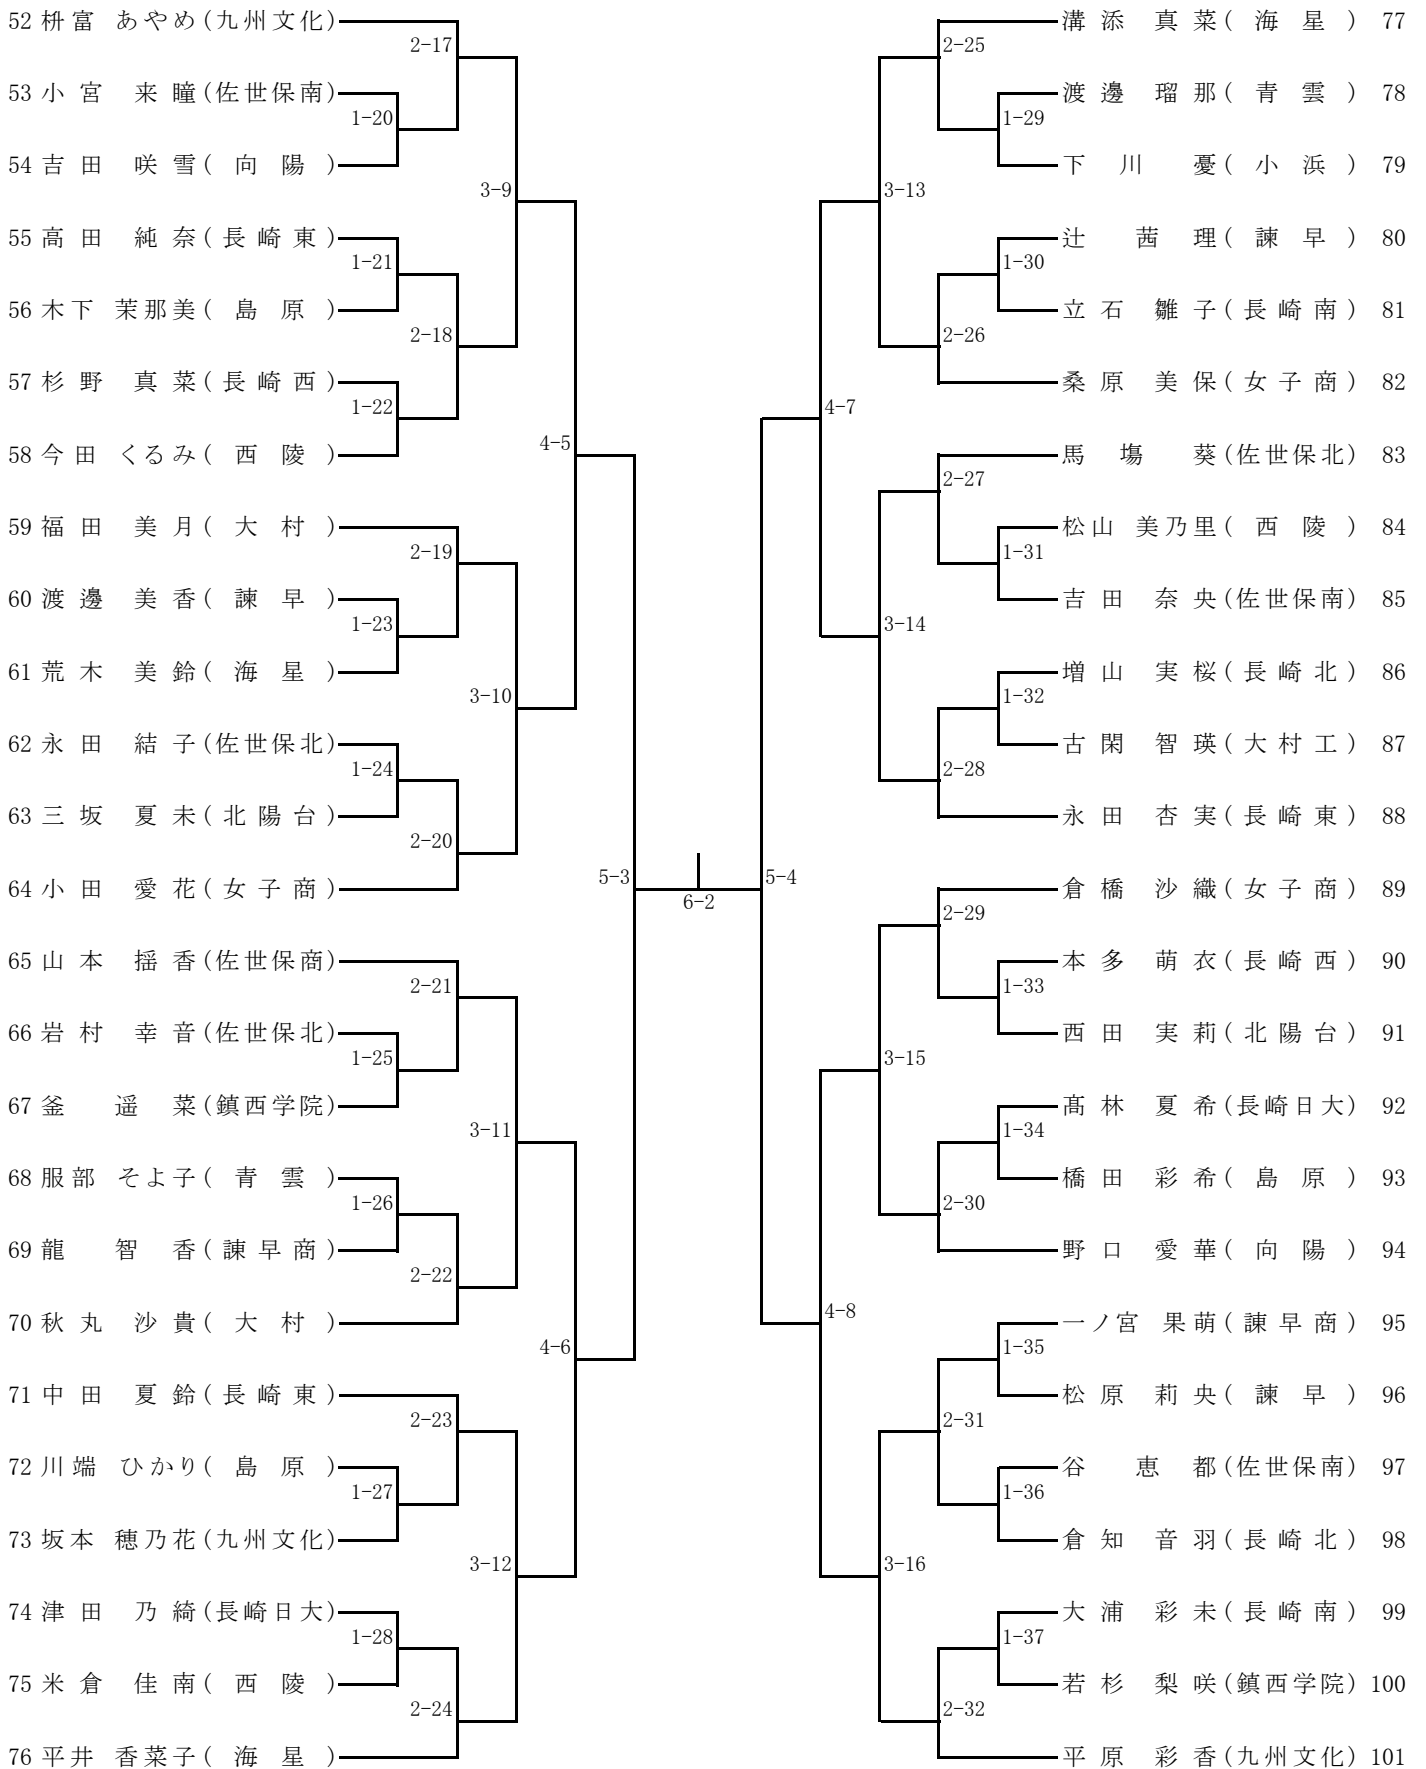 52 枡富 あやめ(九州文化)
2-17
53 小宮 来瞳(佐世保南)
1-20
54 吉田 咲雪(向陽)
3-9
55 高田 純奈(長崎東)
1-21
56 木下 茉那美(島原)
2-18
57 杉野 真菜(長崎西)
1-22
58 今田 くるみ(西陵)
4-5
59 福田 美月(大村)
2-19
60 渡邊 美香(諫早)
1-23
61 荒木 美鈴(海星)
3-10
62 永田 結子(佐世保北)
1-24
63 三坂 夏未(北陽台)
2-20
64 小田 愛花(女子商)
5-3
65 山本 揺香(佐世保商)
2-21
66 岩村 幸音(佐世保北)
1-25
67 釜 遥菜(鎮西学院)
3-11
68 服部 そよ子(青雲)
1-26
69 龍 智香(諫早商)
2-22
70 秋丸 沙貴(大村)
4-6
71 中田 夏鈴(長崎東)
2-23
72 川端 ひかり(島原)
1-27
73 坂本 穂乃花(九州文化)
3-12
74 津田 乃綺(長崎日大)
1-28
75 米倉 佳南(西陵)
2-24
76 平井 香菜子(海星)
6-2
溝添 真菜(海星) 77
2-25
渡邊 瑠那(青雲) 78
1-29
下川 憂(小浜) 79
3-13
辻 茜理(諫早) 80
1-30
立石 雛子(長崎南) 81
2-26
桑原 美保(女子商) 82
4-7
馬塲 葵(佐世保北) 83
2-27
松山 美乃里(西陵) 84
1-31
吉田 奈央(佐世保南) 85
3-14
増山 実桜(長崎北) 86
1-32
古閑 智瑛(大村工) 87
2-28
永田 杏実(長崎東) 88
5-4
倉橋 沙織(女子商) 89
2-29
本多 萌衣(長崎西) 90
1-33
西田 実莉(北陽台) 91
3-15
髙林 夏希(長崎日大) 92
1-34
橋田 彩希(島原) 93
2-30
野口 愛華(向陽) 94
4-8
一ノ宮 果萌(諫早商) 95
1-35
松原 莉央(諫早) 96
2-31
谷 恵都(佐世保南) 97
1-36
倉知 音羽(長崎北) 98
3-16
大浦 彩未(長崎南) 99
1-37
若杉 梨咲(鎮西学院) 100
2-32
平原 彩香(九州文化) 101